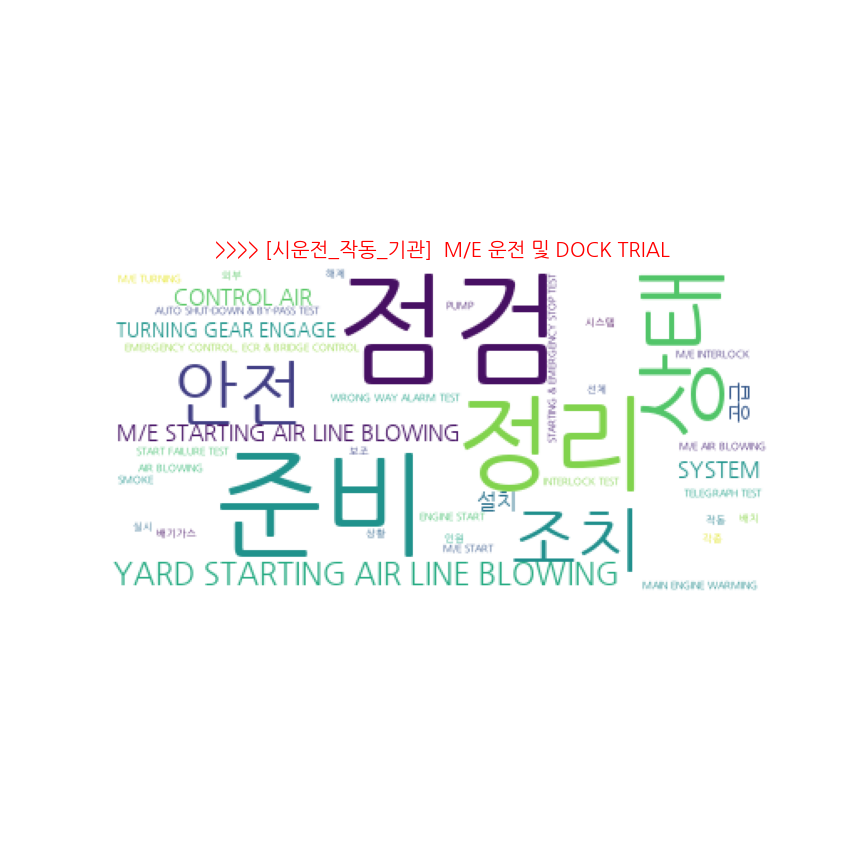 >>>> [시운전_작동_기관] M/E 운전 및 DOCK TRIAL
M/E TURNING
외부
해체
CONTROL AIR
AUTO SHUT-DOWN & BY-PASS TEST
TURNING GEAR ENGAGE
EMERGENCY CONTROL, ECR & BRIDGE CONTROL
점검
PUMP
STARTING & EMERGENCY STOP TEST
시스템
상태
M/E INTERLOCK
안전
WRONG WAY ALARM TEST
선체
공급
정리
M/E STARTING AIR LINE BLOWING
START FAILURE TEST
보조
M/E AIR BLOWING
AIR BLOWING
SMOKE
준비
INTERLOCK TEST
SYSTEM
TELEGRAPH TEST
설치
ENGINE START
조치
작동
배치
실시
배기가스
상황
인원
M/E START
YARD STARTING AIR LINE BLOWING
MAIN ENGINE WARMING